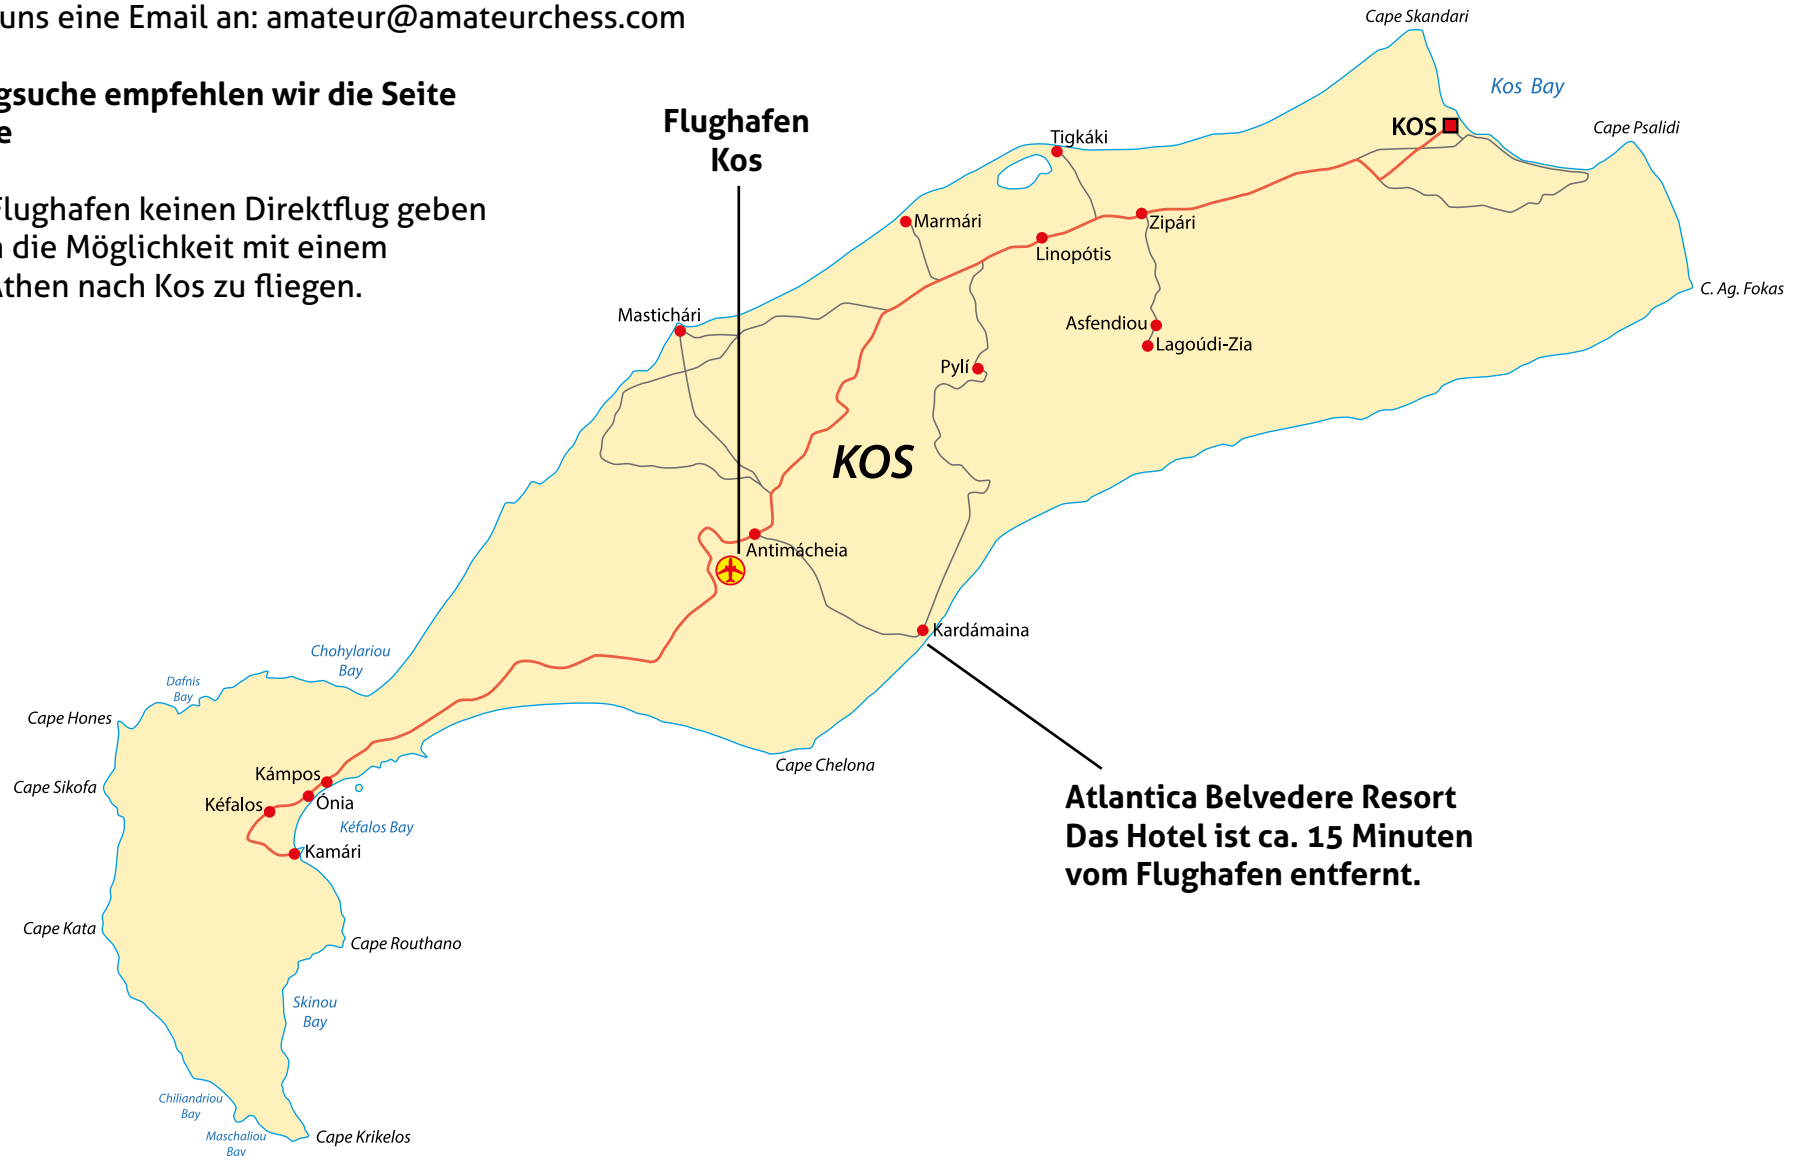 uns eine Email an: amateur@amateurchess.com
gsuche empfehlen wir die Seite
e
Flughafen keinen Direktflug geben
die Möglichkeit mit einem
Athen nach Kos zu fliegen.
Flughafen
Kos
Cape Skandari
Kos Bay
KOS
Cape Psalidi
Tigkáki
Marmári
Zipári
Linopótis
C. Ag. Fokas
Mastichári
Asfendiou
Lagoúdi-Zia
Pylí
KOS
Antimácheia
Kardámaina
Chohylariou
Bay
Dafnis
Bay
Cape Hones
Cape Chelona
Kámpos
Cape Sikofa
Ónia
Kéfalos
Kéfalos Bay
Kamári
Atlantica Belvedere Resort
Das Hotel ist ca. 15 Minuten
vom Flughafen entfernt.
Cape Kata
Cape Routhano
Skinou
Bay
Chiliandriou
Bay
Maschaliou
Bay
Cape Krikelos